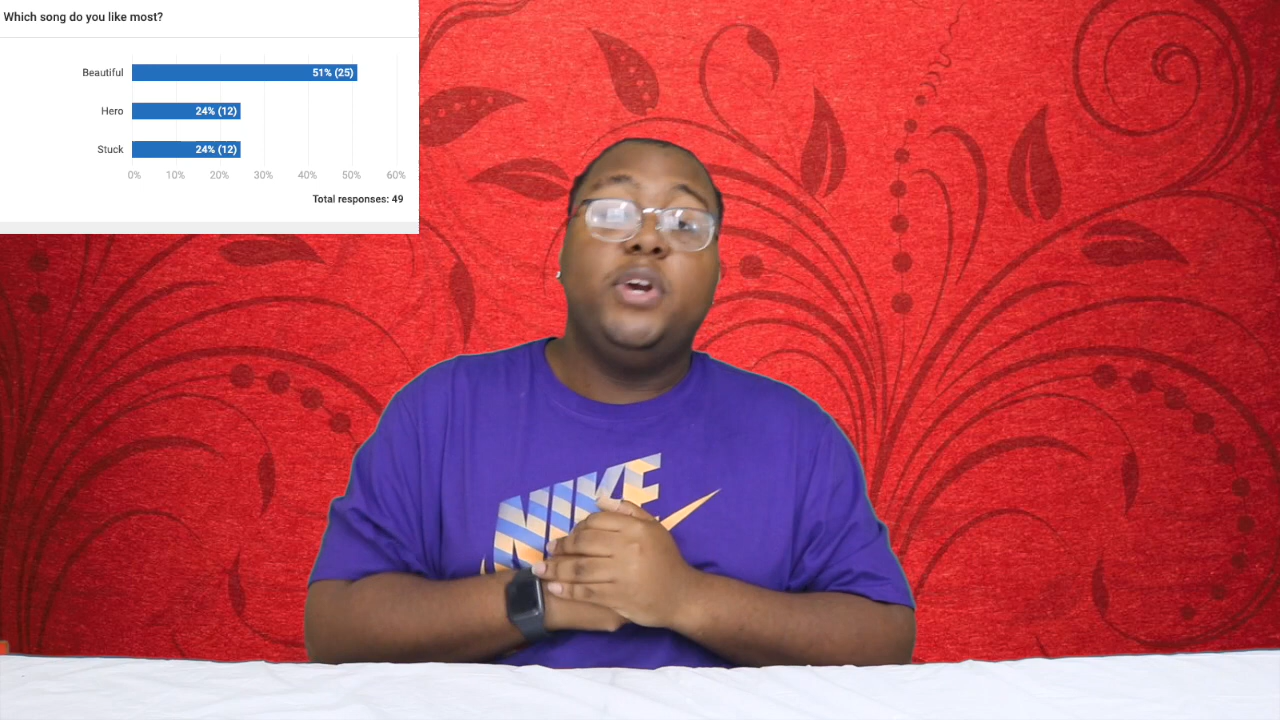 Which song do you like most?
Beautiful 51% (25)
Hero 24% (12)
Stuck 24% (12)
0% 10% 20% 30% 40% 50% 60%
Total responses: 49
NIKE